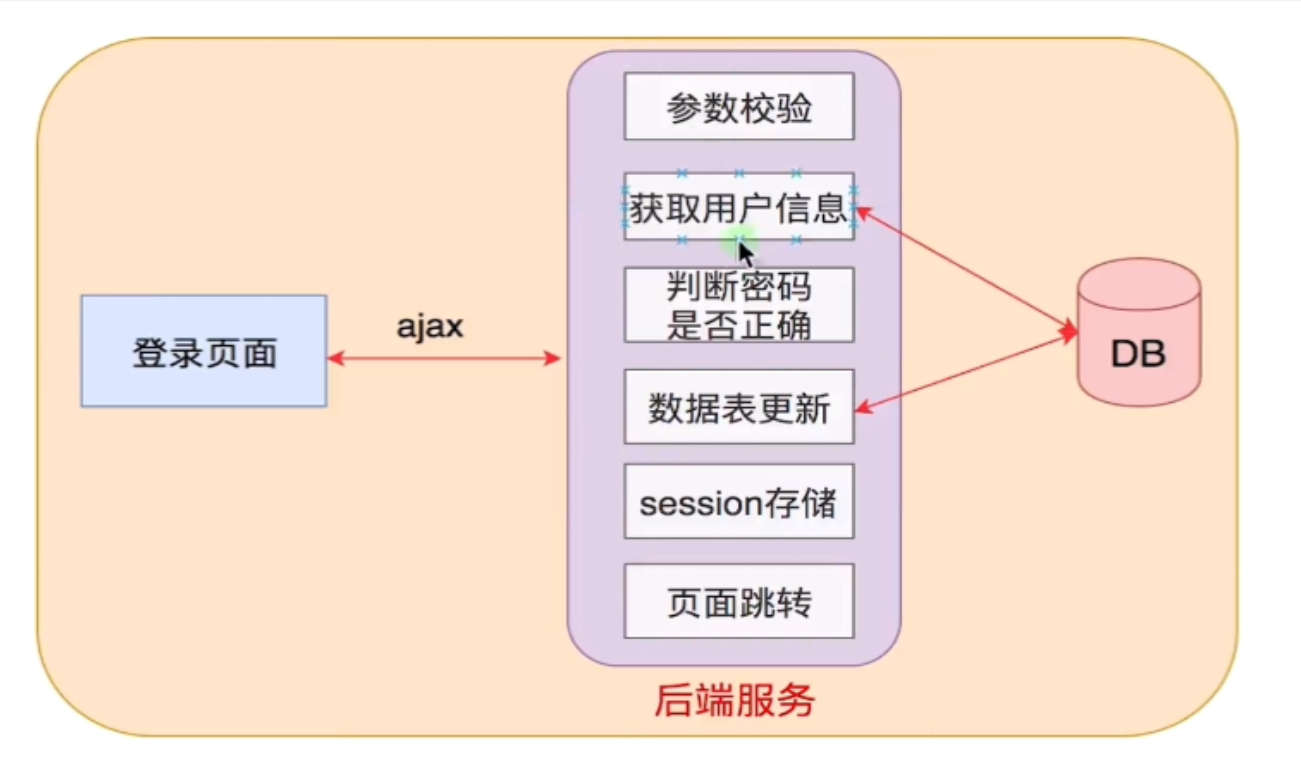 参数校验
获取用户信息
判断密码
是否正确
登录页面
ajax
DB
数据表更新
session存储
页面跳转
后端服务